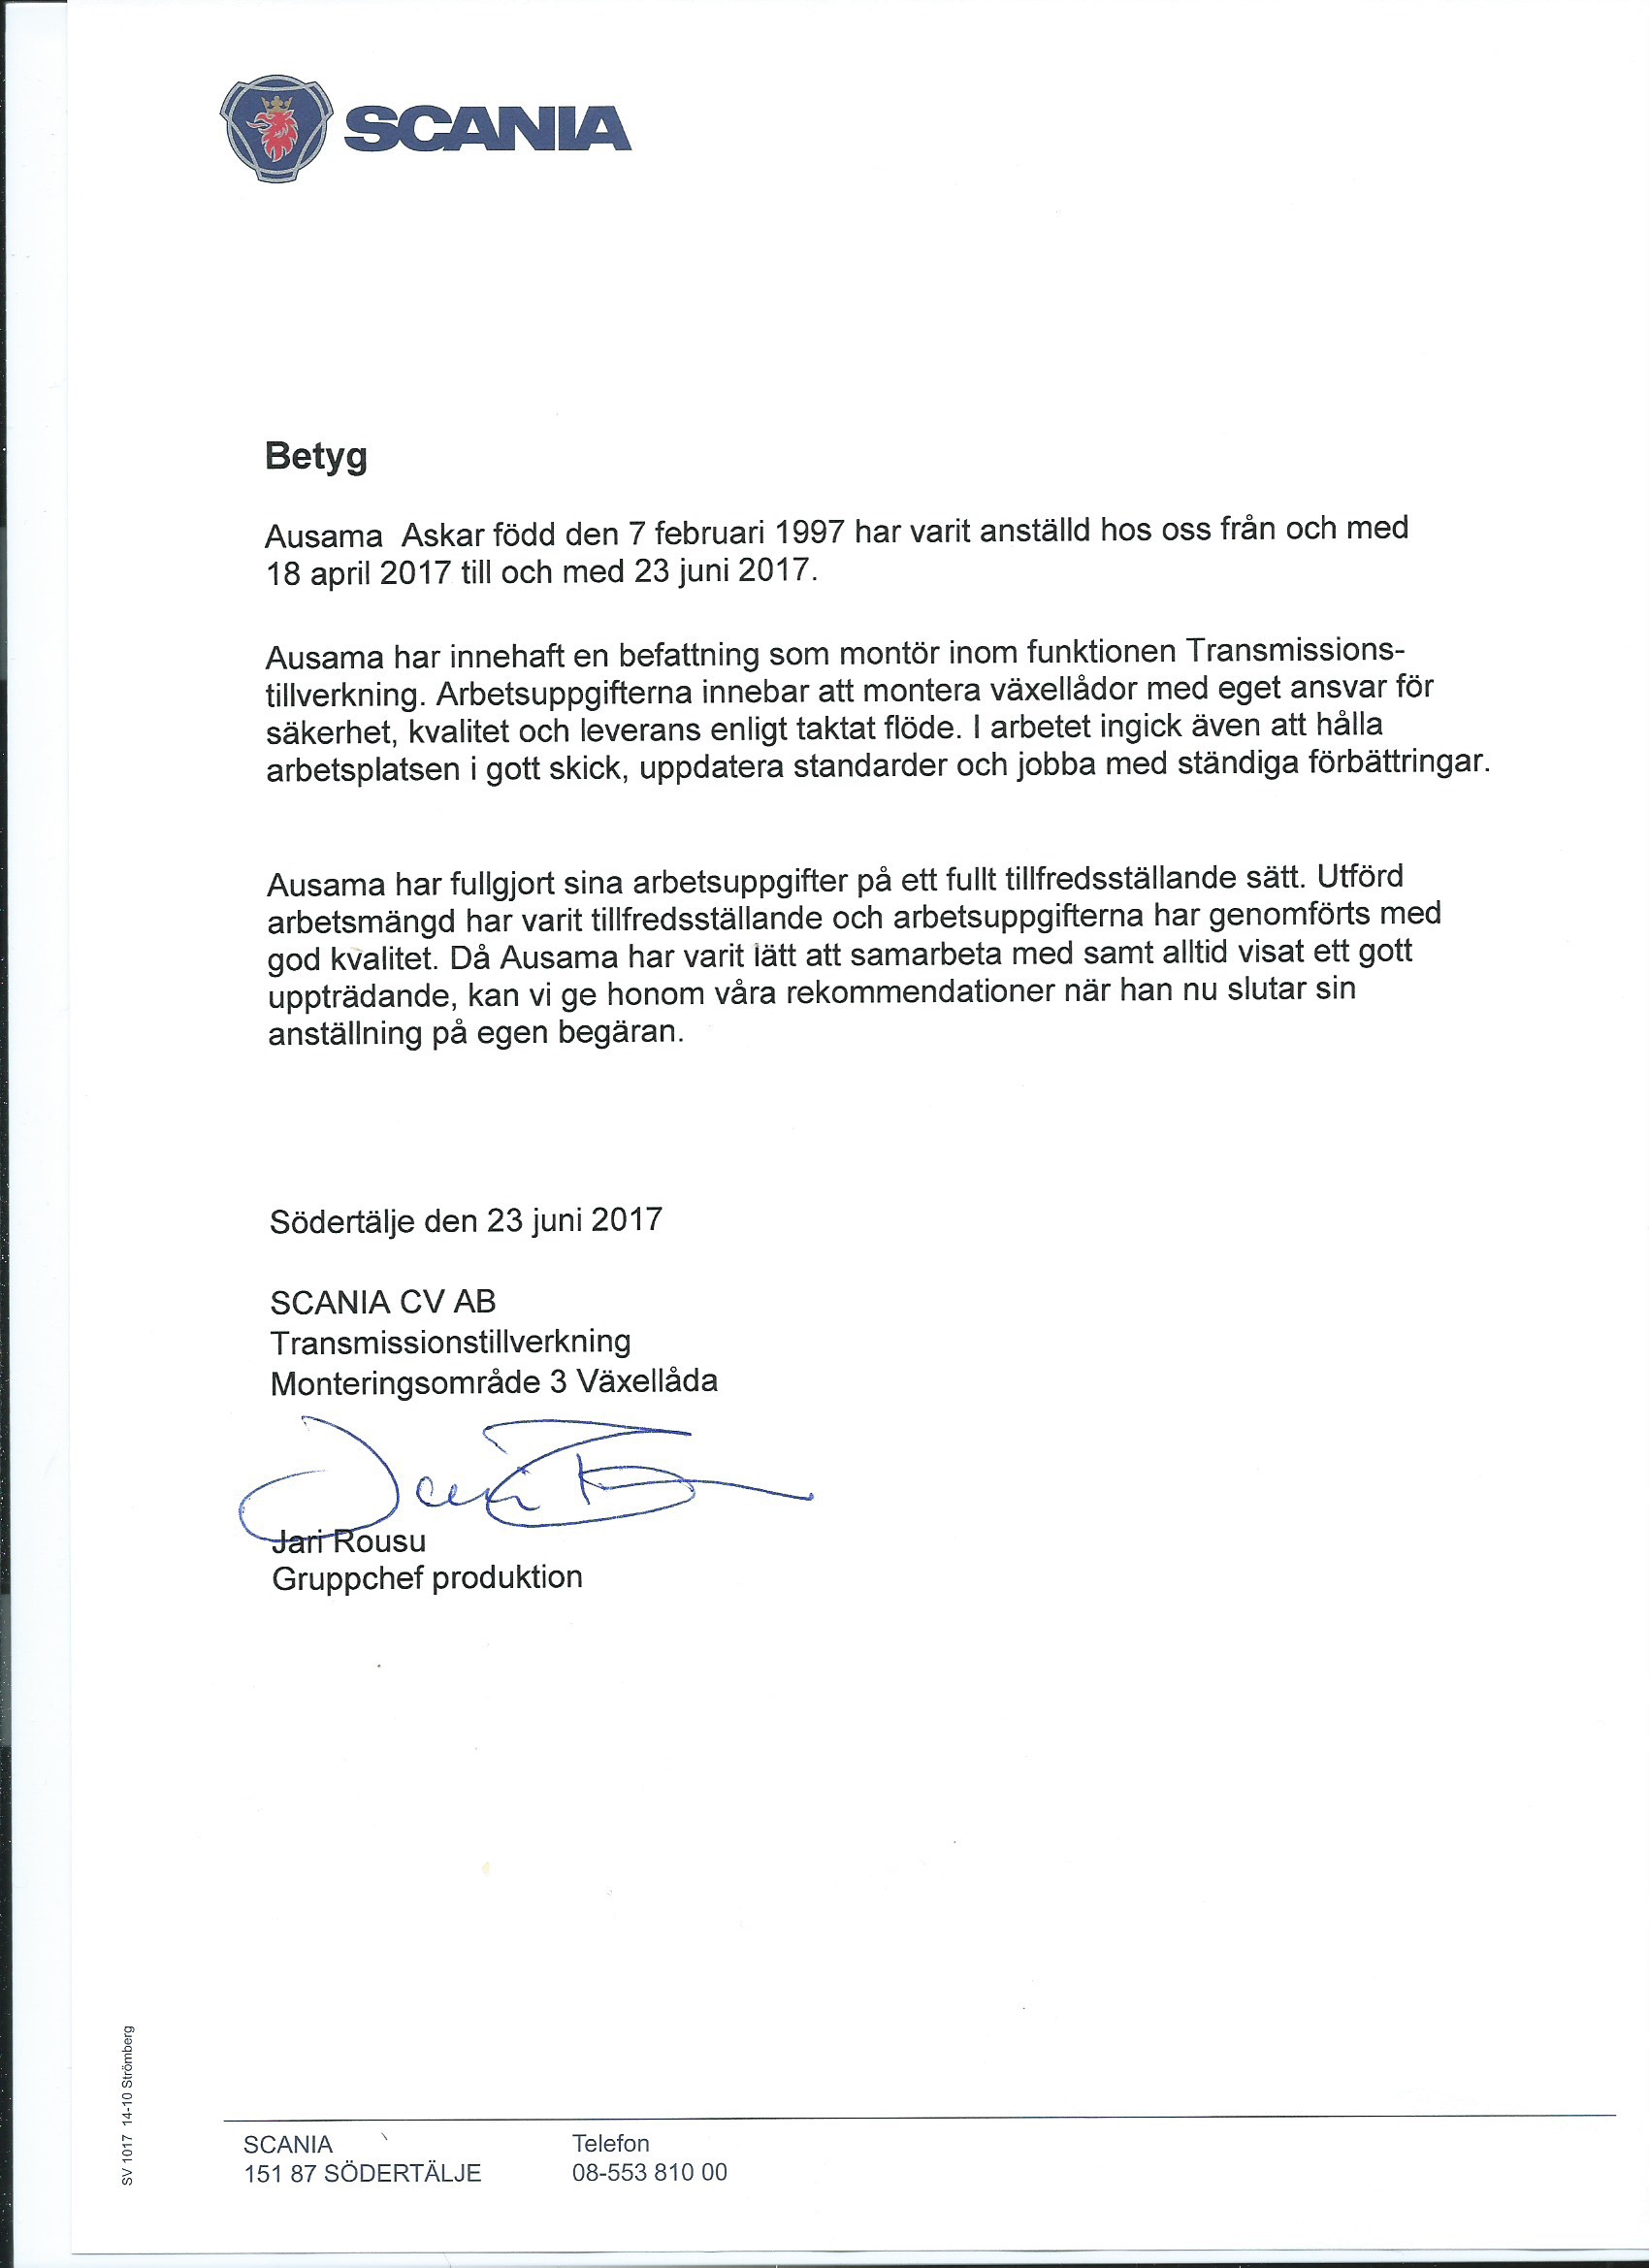 SCANIA
Betyg
Ausama  Askar född den 7 februari 1997 har varit anställd hos oss från och med
18 april 2017 till och med 23 juni 2017.
Ausama har innehaft en befattning som montör inom funktionen Transmissions-
tillverkning. Arbetsuppgifterna innebar att montera växellådor med eget ansvar för
säkerhet, kvalitet och leverans enligt taktat flöde. I arbetet ingick även att hålla
arbetsplatsen i gott skick, uppdatera standarder och jobba med ständiga förbättringar.
Ausama har fullgjort sina arbetsuppgifter på ett fullt tillfredsställande sätt. Utförd
arbetsmängd har varit tillfredsställande och arbetsuppgifterna har genomförts med
god kvalitet. Då Ausama har varit lätt att samarbeta med samt alltid visat ett gott
uppträdande, kan vi ge honom våra rekommendationer när han nu slutar sin
anställning på egen begäran.
Södertälje den 23 juni 2017
SCANIA CV AB
Transmissionstillverkning
Monteringsområde 3 Växellåda
Jari Rousu
Gruppchef produktion
SV 1017  14-10 Strömberg
SCANIA
151 87 SÖDERTÄLJE
Telefon
08-553 810 00